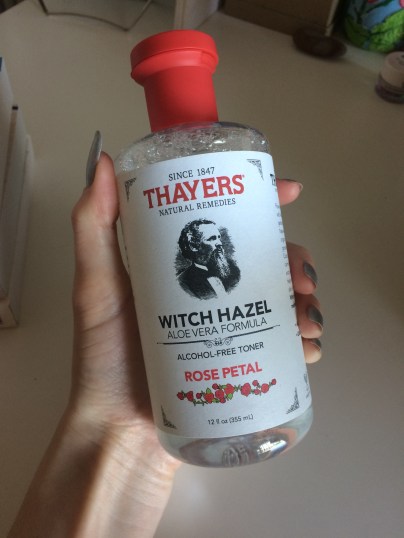 SINCE 1847
THAYERS®
NATURAL REMEDIES
WITCH HAZEL
ALOE VERA FORMULA
ALCOHOL-FREE TONER
ROSE PETAL
12 fl oz (355 mL)